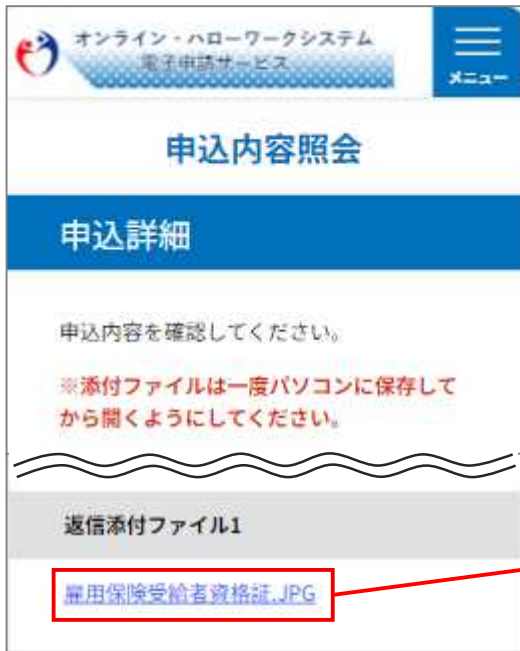 オンライン・ハローワークシステム
電子申請サービス
メニュー
申込内容照会
申込詳細
申込内容を確認してください。
※添付ファイルは一度パソコンに保存して
から開くようにしてください。
返信添付ファイル1
雇用保険受給者資格証.JPG